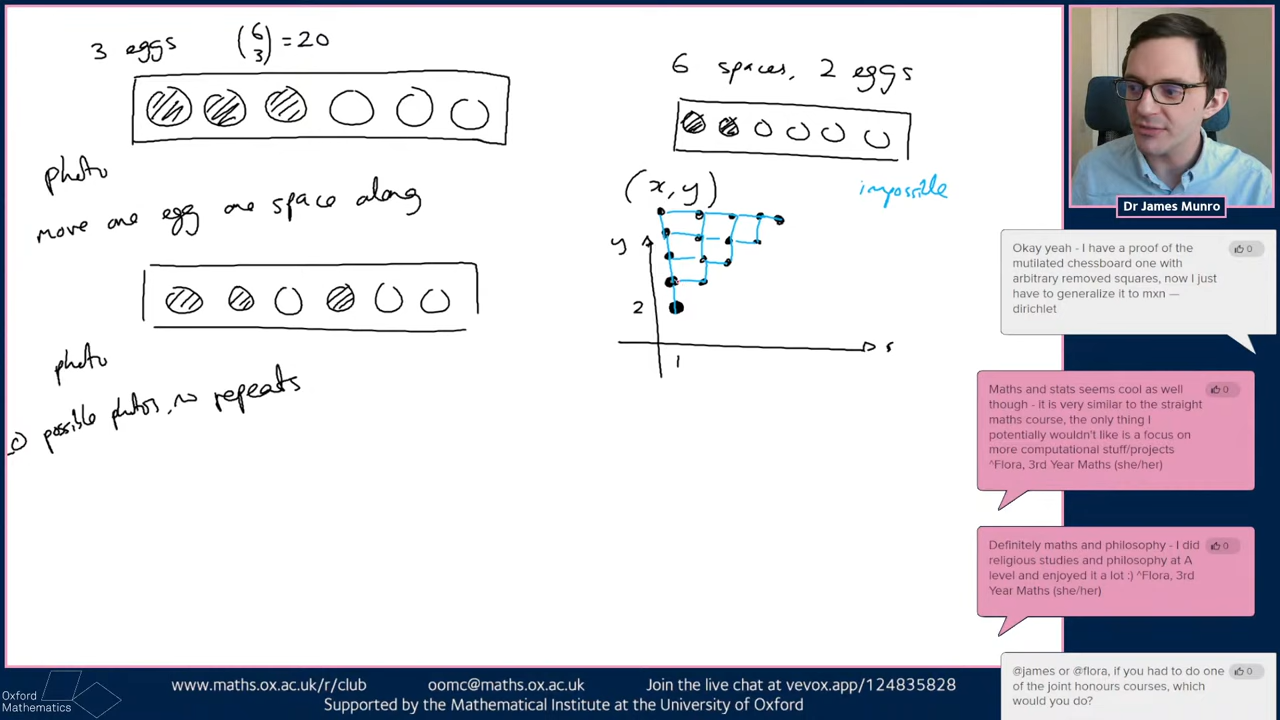 3 eggs (6 3) = 20
photo
move one egg one space along
photo
possible photos, no repeats
6 spaces, 2 eggs
(x, y)
impossible
y
2
1
Dr James Munro
Okay yeah - I have a proof of the
mutilated chessboard one with
arbitrary removed squares, now I just
have to generalize it to mxn —
dirichlet
0
Maths and stats seems cool as well
though - it is very similar to the straight
maths course, the only thing I
potentially wouldn't like is a focus on
more computational stuff/projects
^Flora, 3rd Year Maths (she/her)
0
Definitely maths and philosophy - I did
religious studies and philosophy at A
level and enjoyed it a lot :) ^Flora, 3rd
Year Maths (she/her)
0
@james or @flora, if you had to do one
of the joint honours courses, which
would you do?
0
Oxford
Mathematics
www.maths.ox.ac.uk/r/club oomc@maths.ox.ac.uk Join the live chat at vevox.app/124835828
Supported by the Mathematical Institute at the University of Oxford